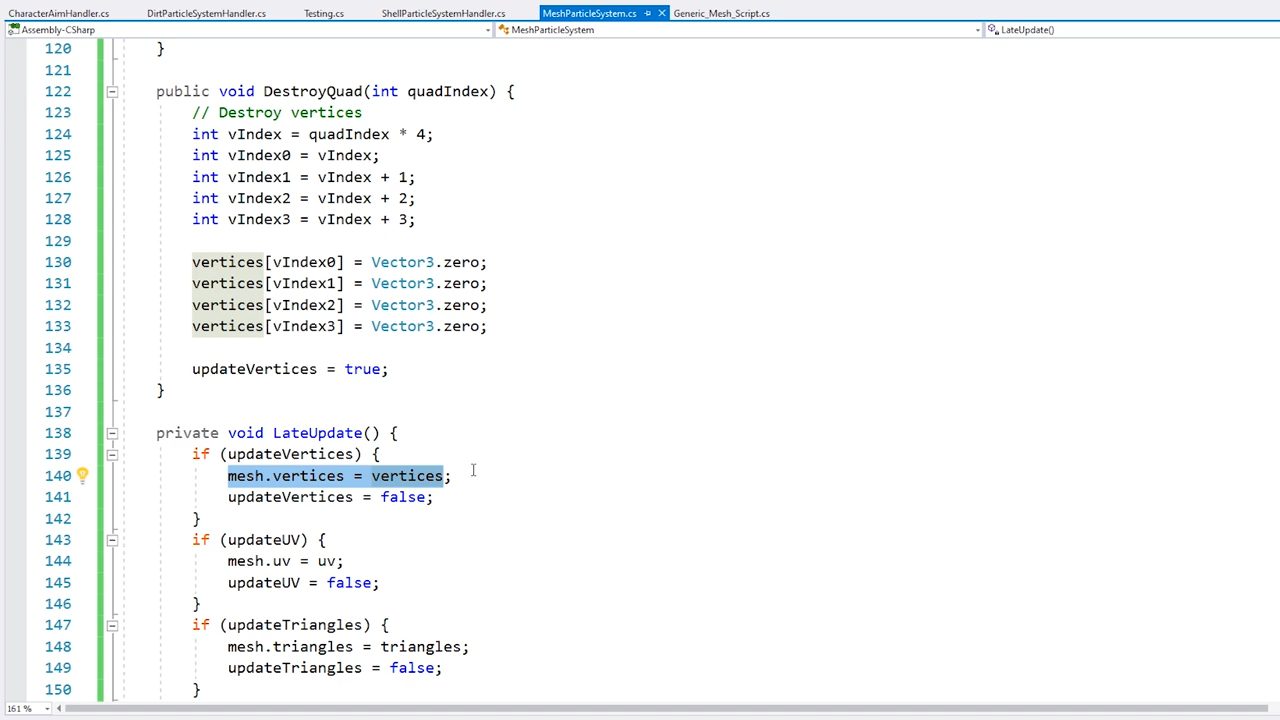 CharacterAimHandler.cs DirtParticleSystemHandler.cs Testing.cs ShellParticleSystemHandler.cs MeshParticleSystem.cs Generic_Mesh_Script.cs
Assembly-CSharp MeshParticleSystem LateUpdate()
120 }
121
122 public void DestroyQuad(int quadIndex) {
123 // Destroy vertices
124 int vIndex = quadIndex * 4;
125 int vIndex0 = vIndex;
126 int vIndex1 = vIndex + 1;
127 int vIndex2 = vIndex + 2;
128 int vIndex3 = vIndex + 3;
129
130 vertices[vIndex0] = Vector3.zero;
131 vertices[vIndex1] = Vector3.zero;
132 vertices[vIndex2] = Vector3.zero;
133 vertices[vIndex3] = Vector3.zero;
134
135 updateVertices = true;
136 }
137
138 private void LateUpdate() {
139 if (updateVertices) {
140 mesh.vertices = vertices;
141 updateVertices = false;
142 }
143 if (updateUV) {
144 mesh.uv = uv;
145 updateUV = false;
146 }
147 if (updateTriangles) {
148 mesh.triangles = triangles;
149 updateTriangles = false;
150 }
161 %